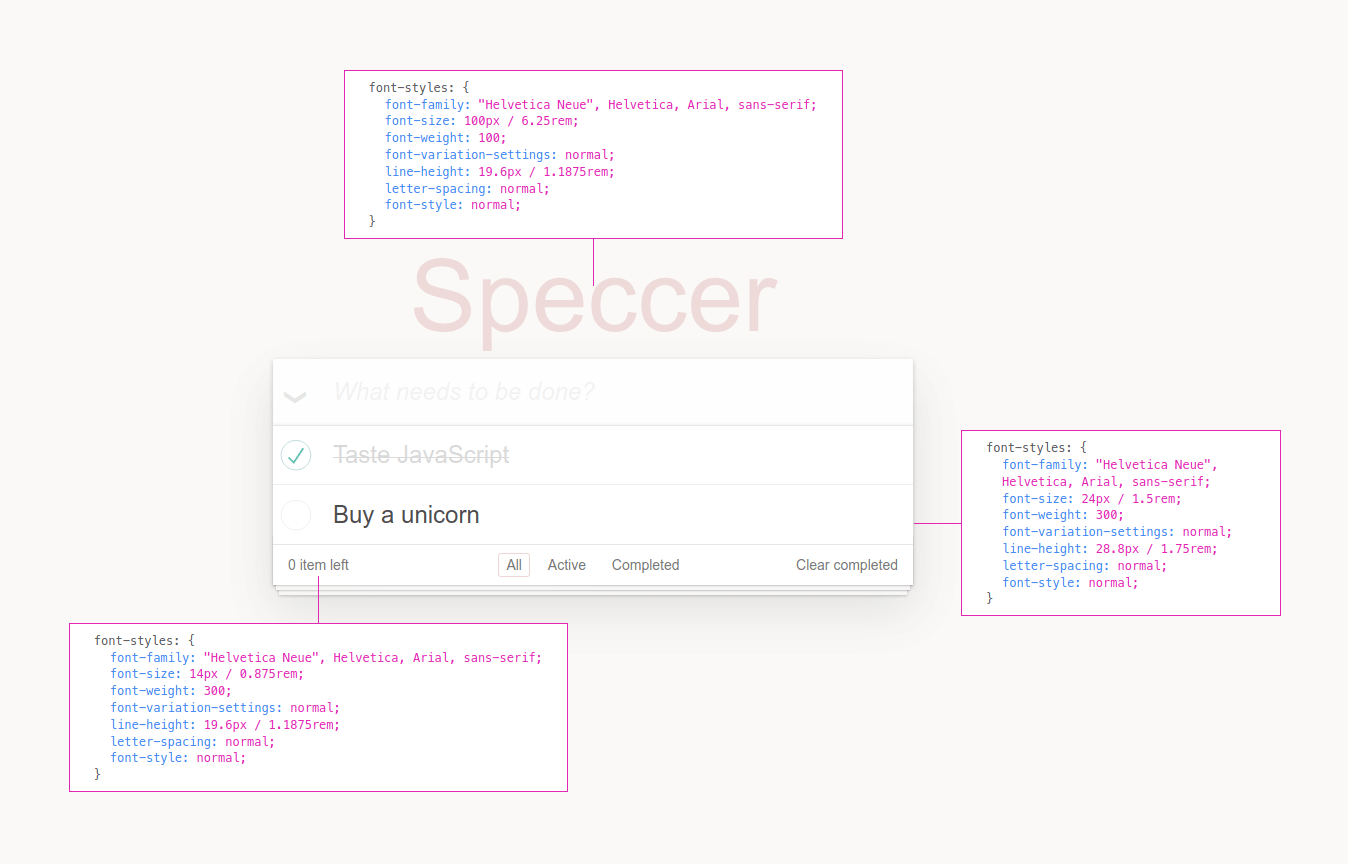 font-styles: {
font-family: "Helvetica Neue", Helvetica, Arial, sans-serif;
font-size: 100px / 6.25rem;
font-weight: 100;
font-variation-settings: normal;
line-height: 19.6px / 1.1875rem;
letter-spacing: normal;
font-style: normal;
}
Speccer
What needs to be done?
Taste JavaScript
Buy a unicorn
0 item left
All
Active
Completed
Clear completed
font-styles: {
font-family: "Helvetica Neue",
Helvetica, Arial, sans-serif;
font-size: 24px / 1.5rem;
font-weight: 300;
font-variation-settings: normal;
line-height: 28.8px / 1.75rem;
letter-spacing: normal;
font-style: normal;
}
font-styles: {
font-family: "Helvetica Neue", Helvetica, Arial, sans-serif;
font-size: 14px / 0.875rem;
font-weight: 300;
font-variation-settings: normal;
line-height: 19.6px / 1.1875rem;
letter-spacing: normal;
font-style: normal;
}